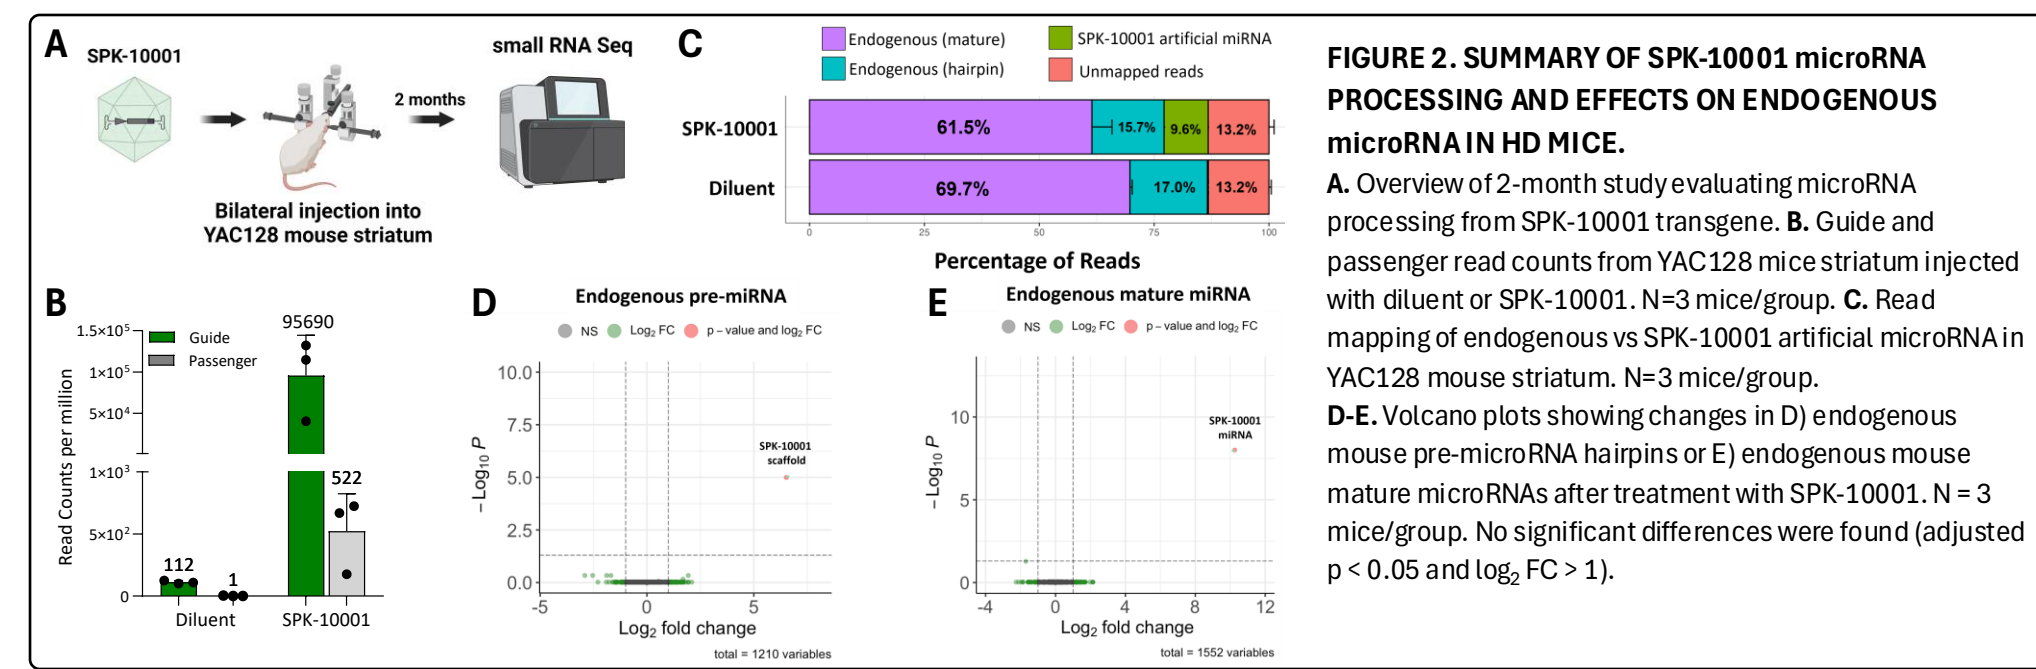 A
SPK-10001
2 months
small RNA Seq
Bilateral injection into
YAC128 mouse striatum
C
Endogenous (mature)
SPK-10001 artificial miRNA
Endogenous (hairpin)
Unmapped reads
SPK-10001
61.5%
15.7%
9.6%
13.2%
Diluent
69.7%
17.0%
13.2%
0
25
50
75
100
Percentage of Reads
B
Read Counts per million
Guide
Passenger
1.5×10⁵
1×10⁵
5×10⁴
1×10³
5×10²
0
112
1
95690
522
Diluent
SPK-10001
D
Endogenous pre-miRNA
NS
Log₂ FC
p – value and log₂ FC
– Log₁₀ P
10.0
7.5
5.0
2.5
0.0
SPK-10001
scaffold
-5
0
5
Log₂ fold change
total = 1210 variables
E
Endogenous mature miRNA
NS
Log₂ FC
p – value and log₂ FC
– Log₁₀ P
10
5
0
SPK-10001
miRNA
-4
0
4
8
12
Log₂ fold change
total = 1552 variables
FIGURE 2. SUMMARY OF SPK-10001 microRNA
PROCESSING AND EFFECTS ON ENDOGENOUS
microRNA IN HD MICE.
A. Overview of 2-month study evaluating microRNA
processing from SPK-10001 transgene. B. Guide and
passenger read counts from YAC128 mice striatum injected
with diluent or SPK-10001. N=3 mice/group. C. Read
mapping of endogenous vs SPK-10001 artificial microRNA in
YAC128 mouse striatum. N=3 mice/group.
D-E. Volcano plots showing changes in D) endogenous
mouse pre-microRNA hairpins or E) endogenous mouse
mature microRNAs after treatment with SPK-10001. N = 3
mice/group. No significant differences were found (adjusted
p < 0.05 and log₂ FC > 1).